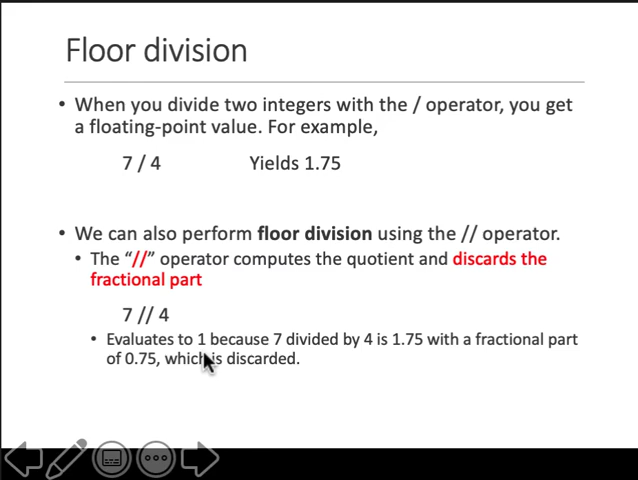 Floor division
• When you divide two integers with the / operator, you get
a floating-point value. For example,
7 / 4 Yields 1.75
• We can also perform floor division using the // operator.
• The “//” operator computes the quotient and discards the
fractional part
7 // 4
• Evaluates to 1 because 7 divided by 4 is 1.75 with a fractional part
of 0.75, which is discarded.